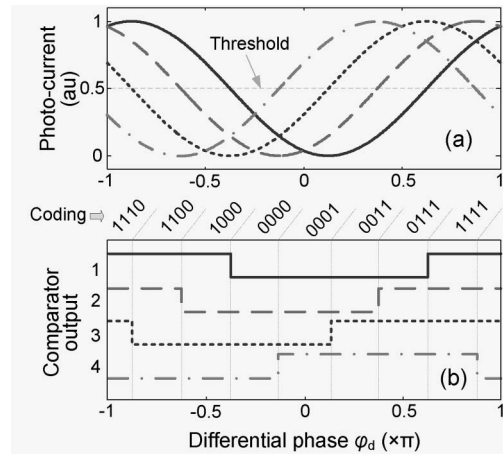 1
0.5
0
Photo-current
(au)
Threshold
(a)
-1 -0.5 0 0.5 1
Coding
1110 1100 1000 0000 0001 0011 0111 1111
Comparator
output
1
2
3
4
(b)
-1 -0.5 0 0.5 1
Differential phase φd (×π)